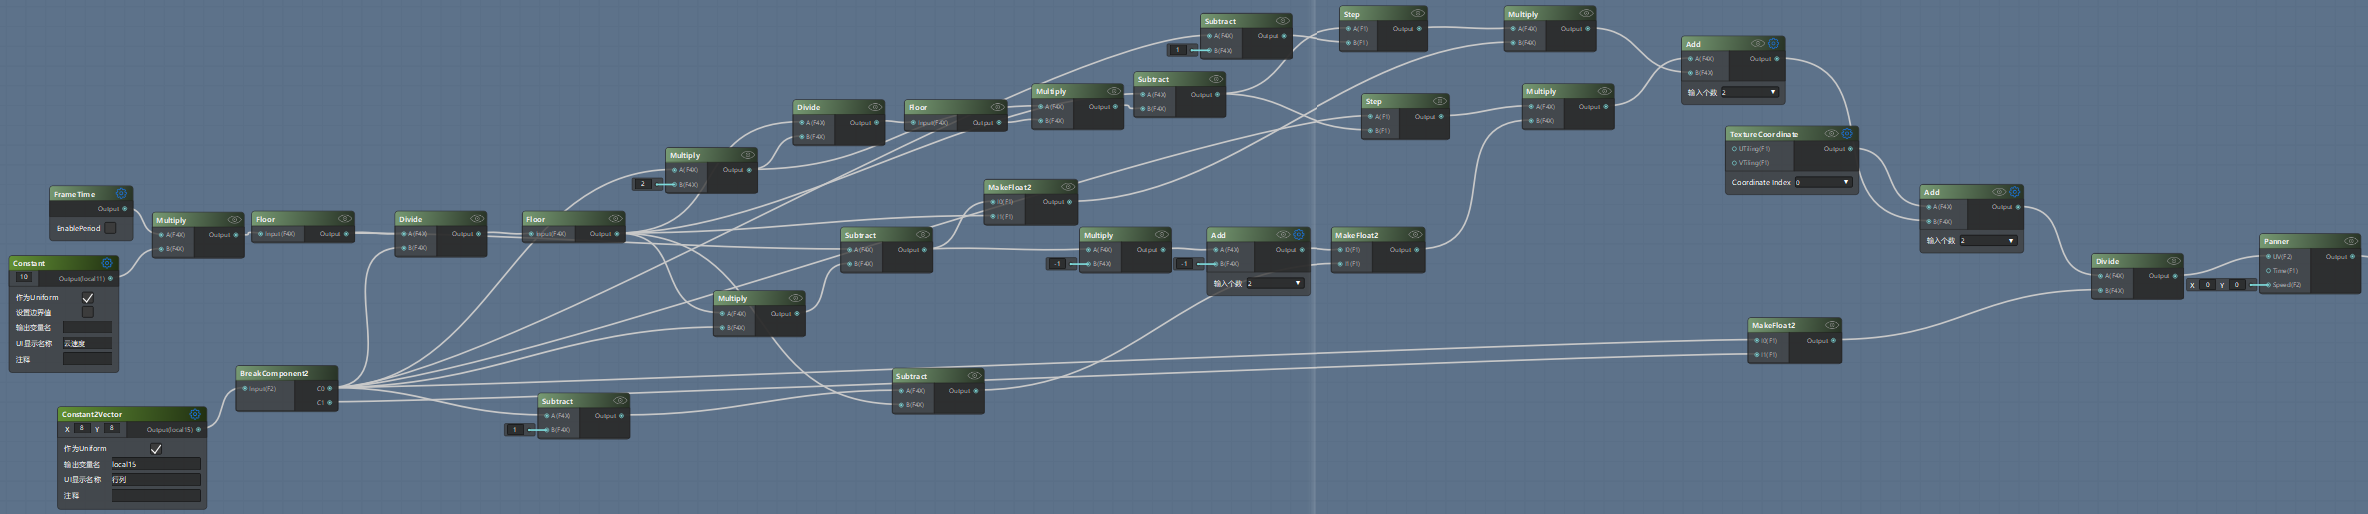 FrameTime
Output
EnablePeriod
Constant
10
Output(local11)
作为Uniform
设置边界值
输出变量名
UI显示名称
云速度
注释
Constant2Vector
X 8 Y 8
Output(local15)
作为Uniform
输出变量名
local15
UI显示名称
行列
注释
Multiply
A(F4X)
Output
B(F4X)
Floor
Input(F4X)
Output
BreakComponent2
Input(F2)
C0
C1
Divide
A(F4X)
Output
B(F4X)
Floor
Input(F4X)
Output
Subtract
A(F4X)
Output
1
B(F4X)
Multiply
A(F4X)
Output
2
B(F4X)
Multiply
A(F4X)
Output
B(F4X)
Divide
A(F4X)
Output
B(F4X)
Floor
Input(F4X)
Output
Subtract
A(F4X)
Output
B(F4X)
Subtract
A(F4X)
Output
B(F4X)
MakeFloat2
I0(F1)
Output
I1(F1)
Multiply
A(F4X)
Output
B(F4X)
Subtract
A(F4X)
Output
B(F4X)
Subtract
A(F4X)
Output
1
B(F4X)
Multiply
A(F4X)
Output
-1
B(F4X)
Add
A(F4X)
Output
-1
B(F4X)
输入个数
2
MakeFloat2
I0(F1)
Output
I1(F1)
Step
A(F1)
Output
B(F1)
Step
A(F1)
Output
B(F1)
Multiply
A(F4X)
Output
B(F4X)
Multiply
A(F4X)
Output
B(F4X)
Add
A(F4X)
Output
B(F4X)
输入个数
2
TextureCoordinate
UTiling(F1)
Output
VTiling(F1)
Coordinate Index
0
MakeFloat2
I0(F1)
Output
I1(F1)
Add
A(F4X)
Output
B(F4X)
输入个数
2
Divide
A(F4X)
Output
B(F4X)
Panner
UV(F2)
Output
Time(F1)
X 0 Y 0
Speed(F2)